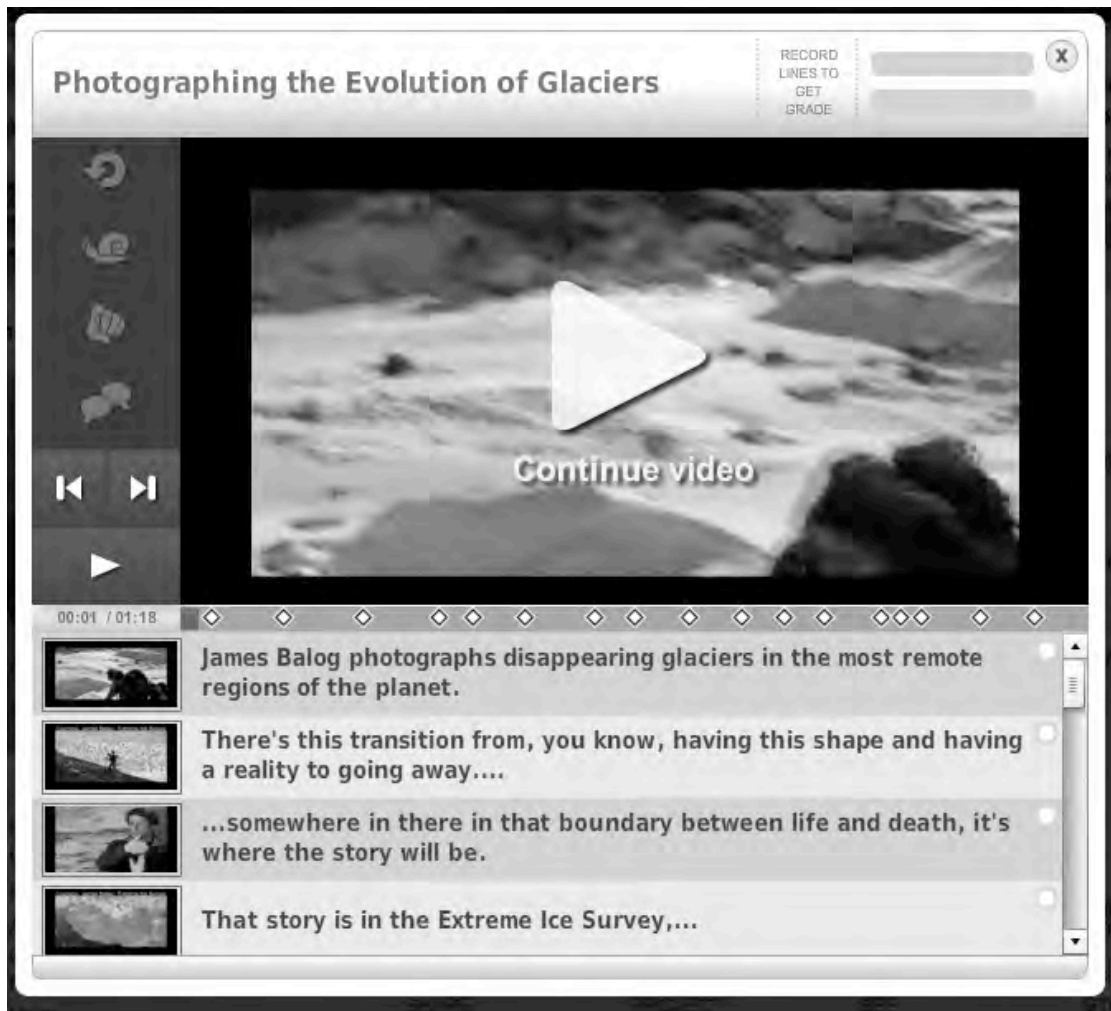 Photographing the Evolution of Glaciers
RECORD
LINES TO
GET
GRADE
X
Continue video
00:01 / 01:18
James Balog photographs disappearing glaciers in the most remote
regions of the planet.
There's this transition from, you know, having this shape and having
a reality to going away....
...somewhere in there in that boundary between life and death, it's
where the story will be.
That story is in the Extreme Ice Survey,...